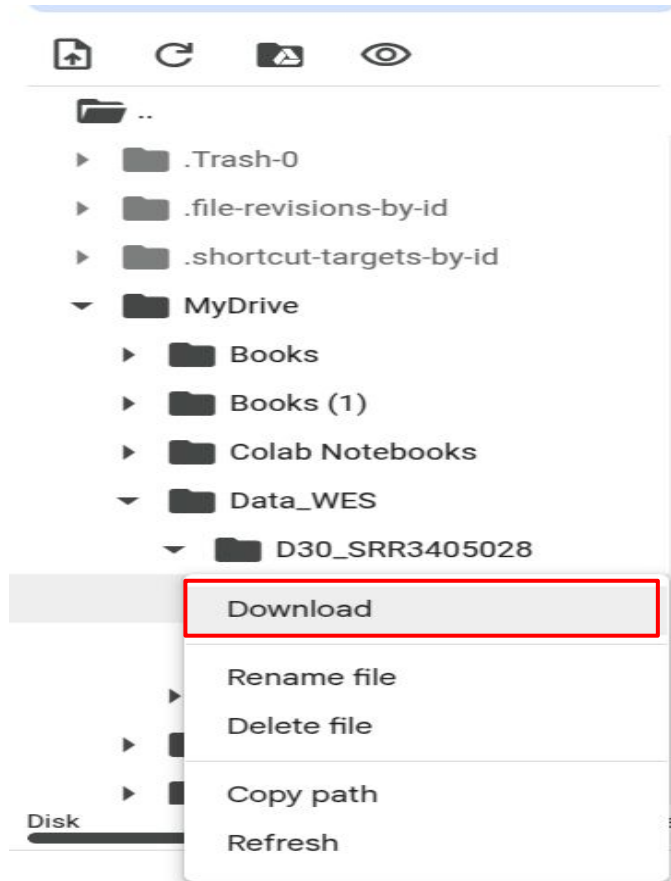 ..
.Trash-0
.file-revisions-by-id
.shortcut-targets-by-id
MyDrive
Books
Books (1)
Colab Notebooks
Data_WES
D30_SRR3405028
Download
Rename file
Delete file
Copy path
Disk
Refresh